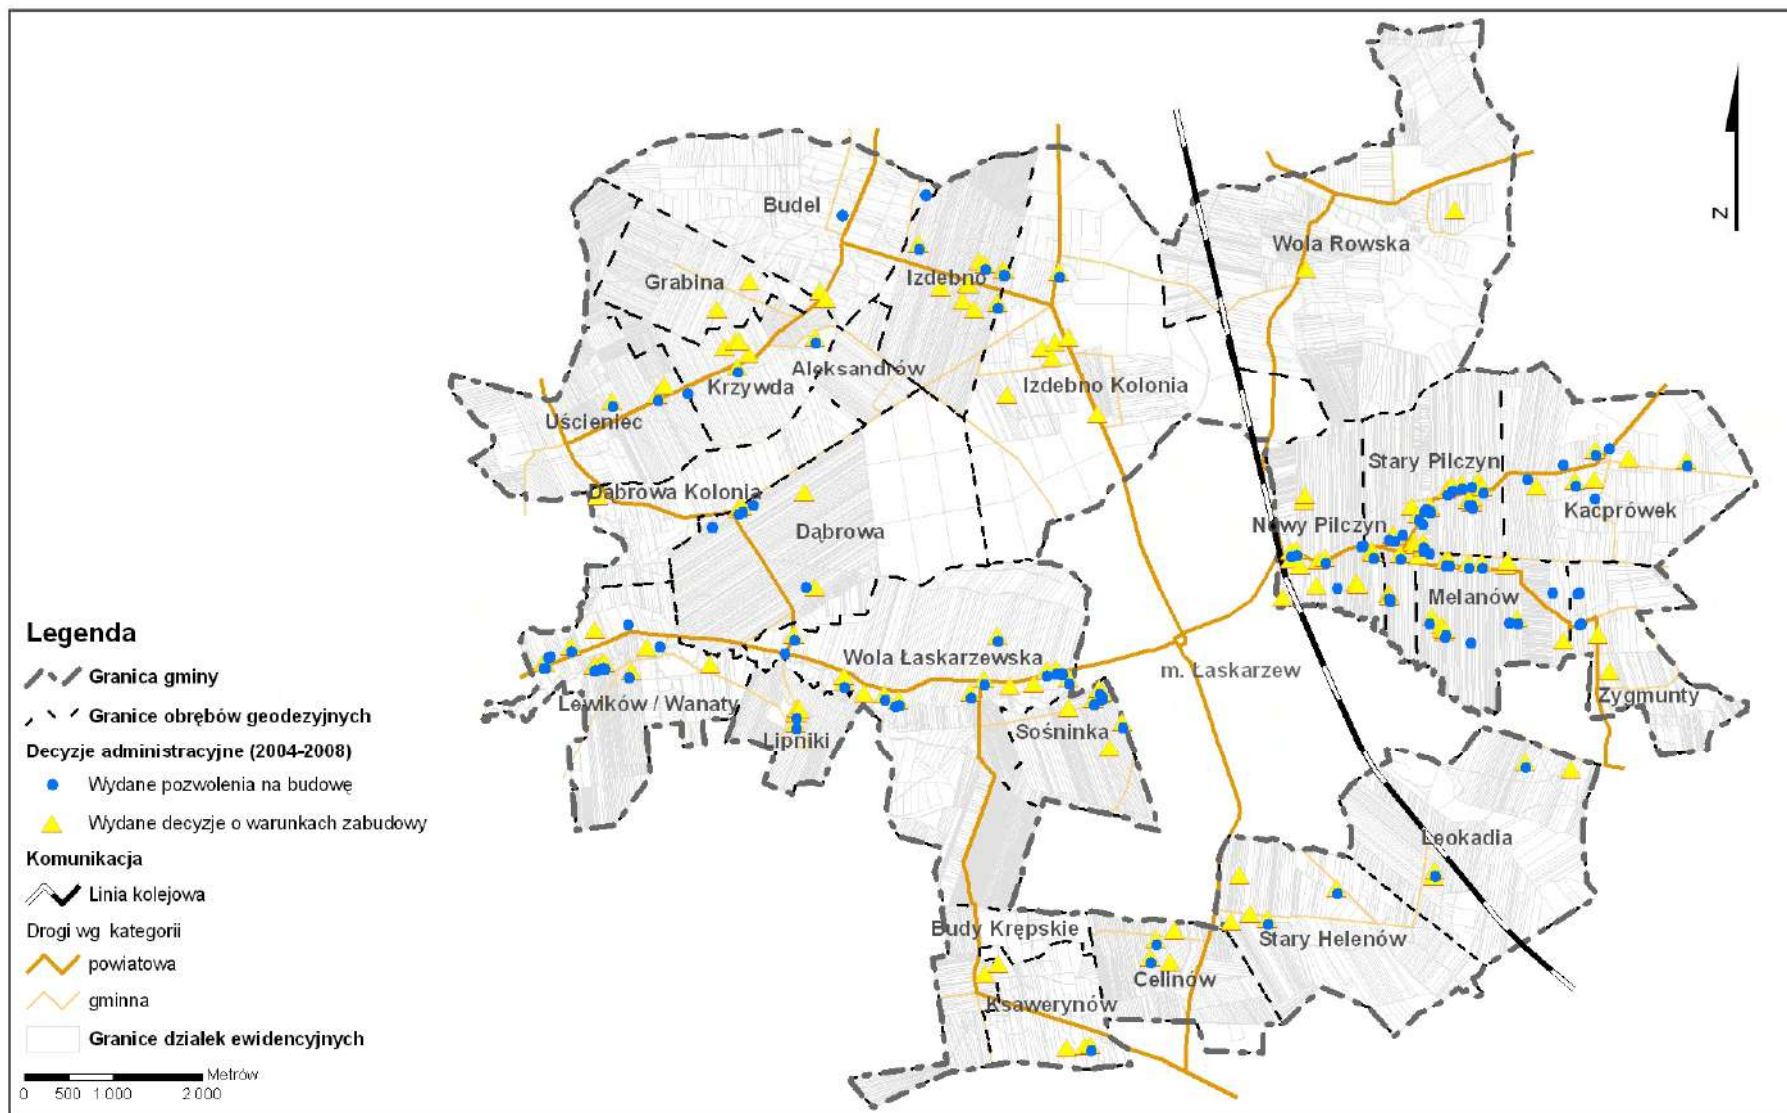 Budel
Wola Rowska
Grabina
Izdebno
Aleksandrów
Krzywda
Izdebno Kolonia
Uścieniec
Stary Pilczyn
Dąbrowa Kolonia
Kacprówek
Nowy Pilczyn
Dąbrowa
Melanów
Wola Łaskarzewska
m. Łaskarzew
Zygmunty
Lewików / Wanaty
Lipniki
Sośninka
Leokadia
Budy Krępskie
Stary Helenów
Celinów
Ksawerynów
Z
Legenda
Granica gminy
Granice obrębów geodezyjnych
Decyzje administracyjne (2004-2008)
Wydane pozwolenia na budowę
Wydane decyzje o warunkach zabudowy
Komunikacja
Linia kolejowa
Drogi wg kategorii
powiatowa
gminna
Granice działek ewidencyjnych
Metrów
0 500 1 000 2 000